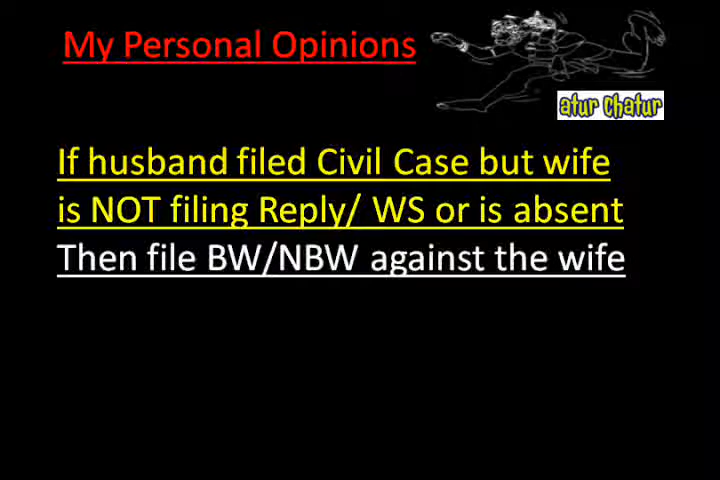 My Personal Opinions
atur chatur
If husband filed Civil Case but wife
is NOT filing Reply/ WS or is absent
Then file BW/NBW against the wife